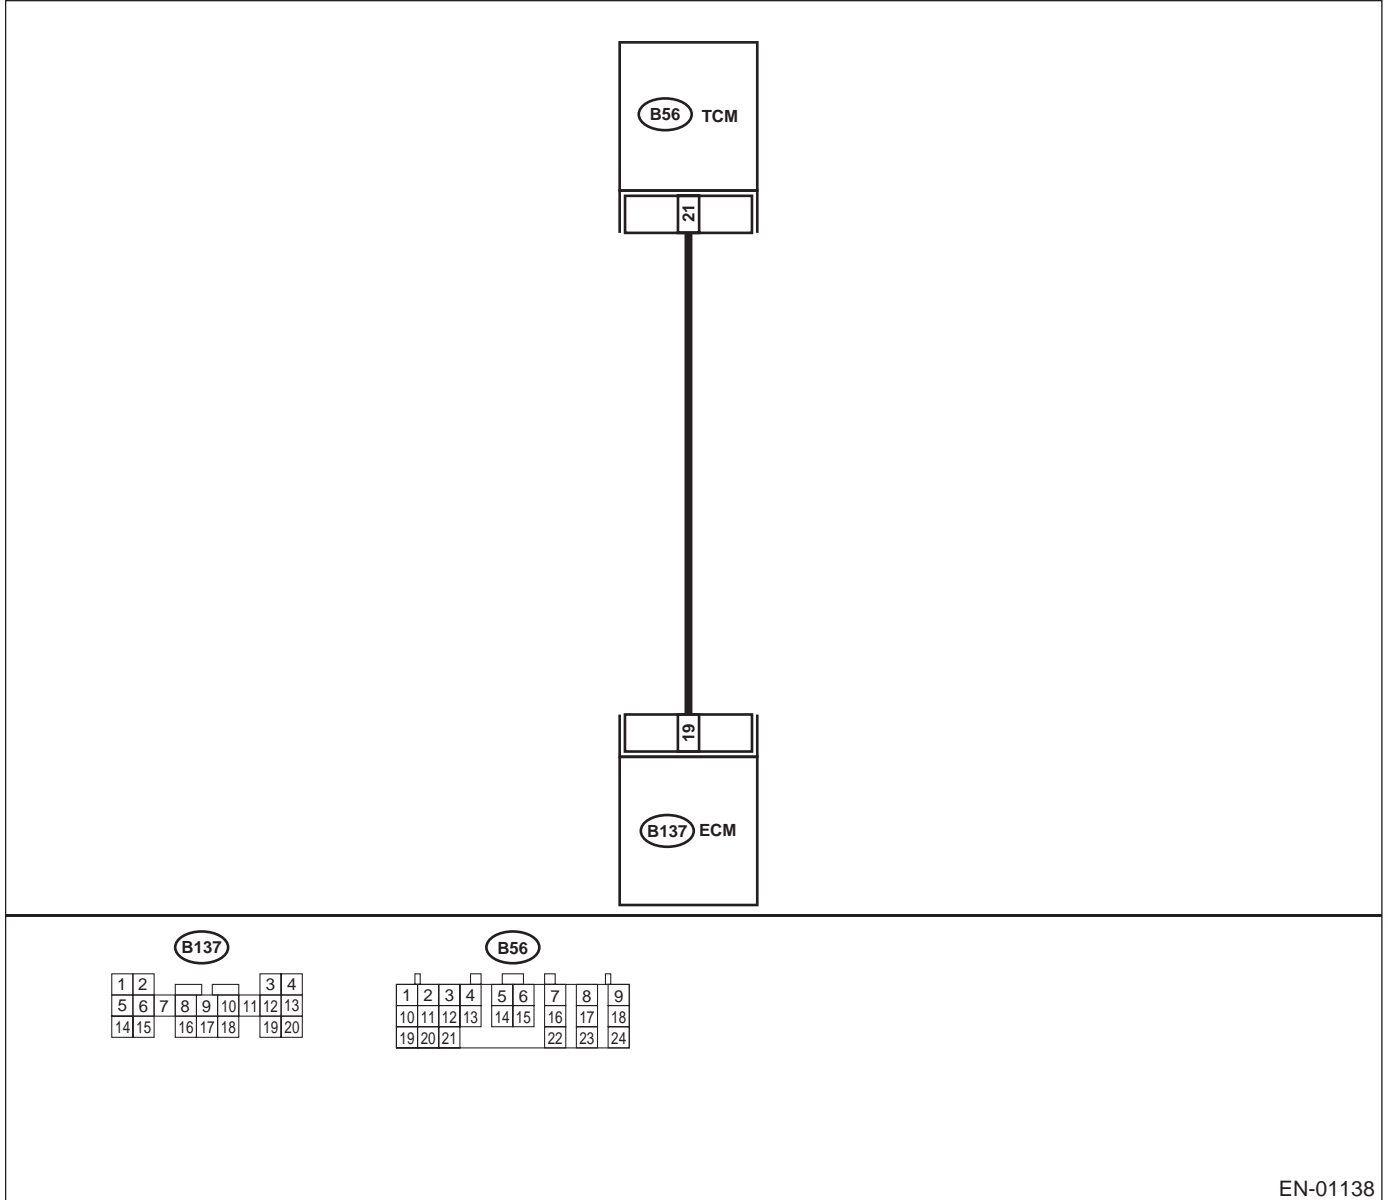 B56 TCM
21
19
B137 ECM
B137 B56
1 2 3 4
5 6 7 8 9 10 11 12 13
14 15 16 17 18 19 20
1 2 3 4 5 6 7 8 9
10 11 12 13 14 15 16 17 18
19 20 21 22 23 24
EN-01138